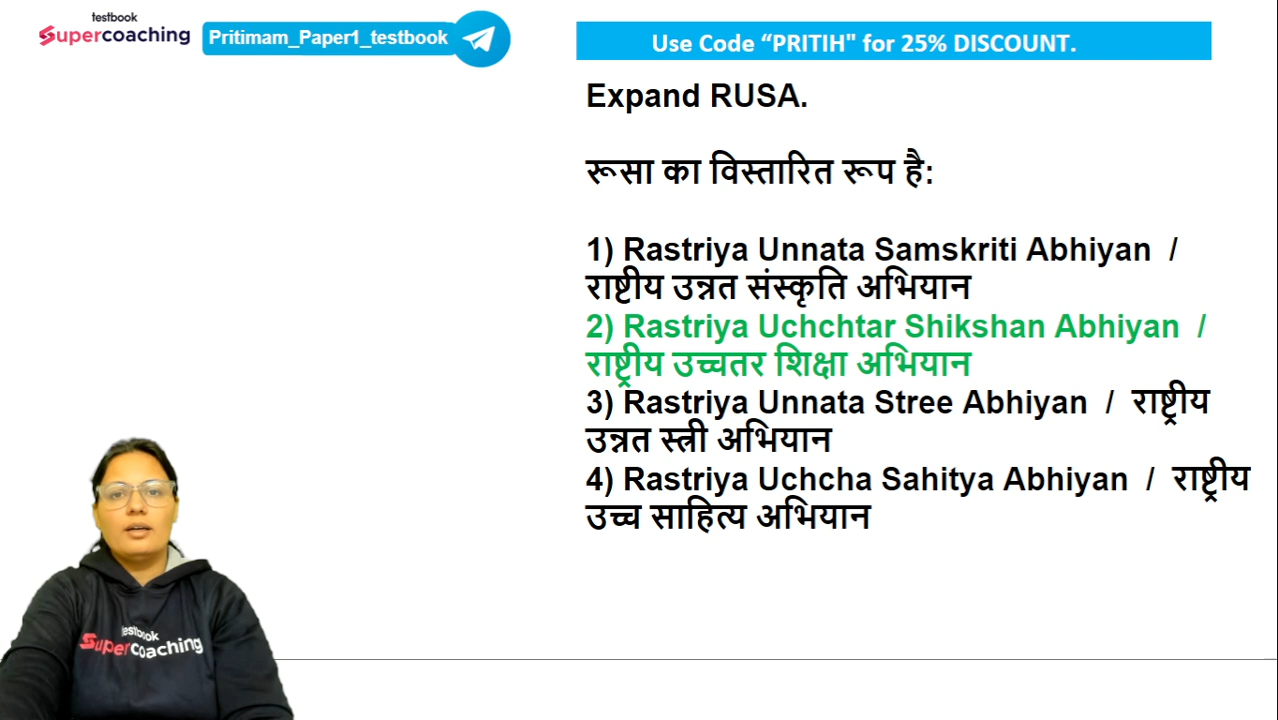 testbook
Supercoaching
Pritimam_Paper1_testbook
Use Code “PRITIH" for 25% DISCOUNT.
Expand RUSA.
रूसा का विस्तारित रूप है:
1) Rastriya Unnata Samskriti Abhiyan /
राष्टीय उन्नत संस्कृति अभियान
2) Rastriya Uchchtar Shikshan Abhiyan /
राष्ट्रीय उच्चतर शिक्षा अभियान
3) Rastriya Unnata Stree Abhiyan / राष्ट्रीय
उन्नत स्त्री अभियान
4) Rastriya Uchcha Sahitya Abhiyan / राष्ट्रीय
उच्च साहित्य अभियान
testbook
Supercoaching